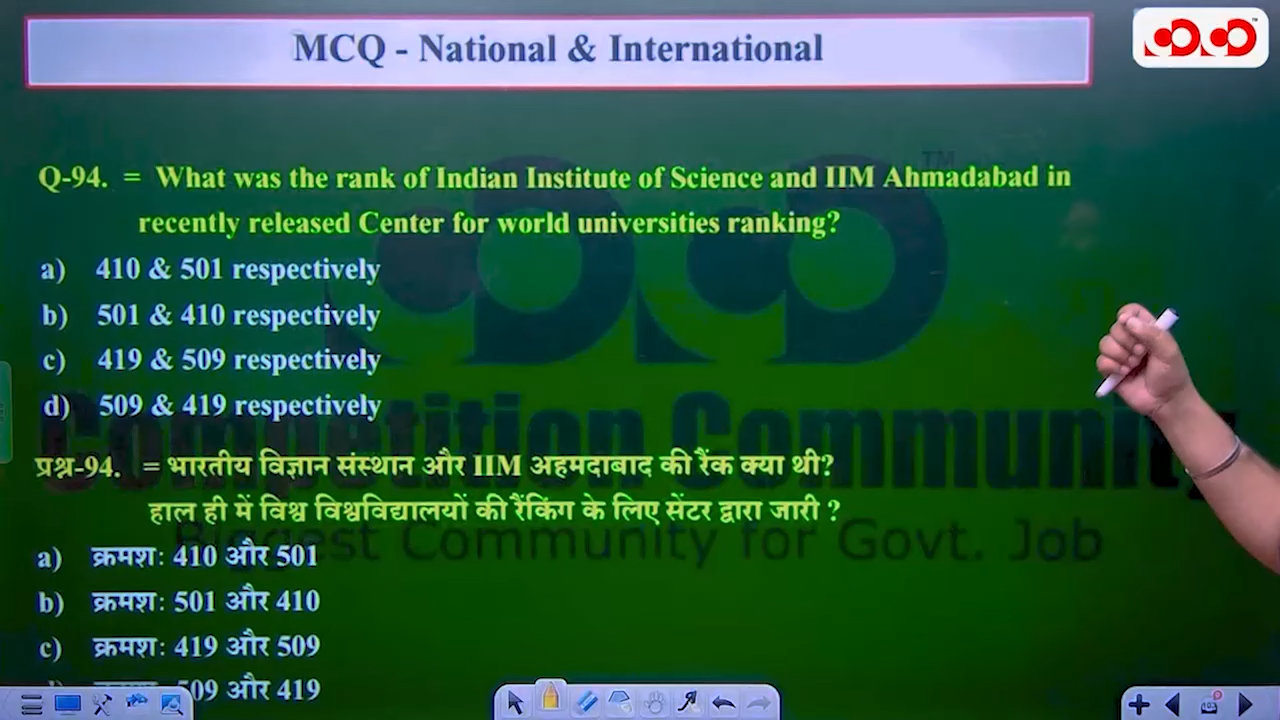 MCQ - National & International
TM
Q-94. = What was the rank of Indian Institute of Science and IIM Ahmadabad in
recently released Center for world universities ranking?
a) 410 & 501 respectively
b) 501 & 410 respectively
c) 419 & 509 respectively
d) 509 & 419 respectively
Competition Community
प्रश्न-94. = भारतीय विज्ञान संस्थान और IIM अहमदाबाद की रैंक क्या थी?
हाल ही में विश्व विश्वविद्यालयों की रैंकिंग के लिए सेंटर द्वारा जारी ?
Biggest Community for Govt. Job
a) क्रमश: 410 और 501
b) क्रमश: 501 और 410
c) क्रमश: 419 और 509
509 और 419